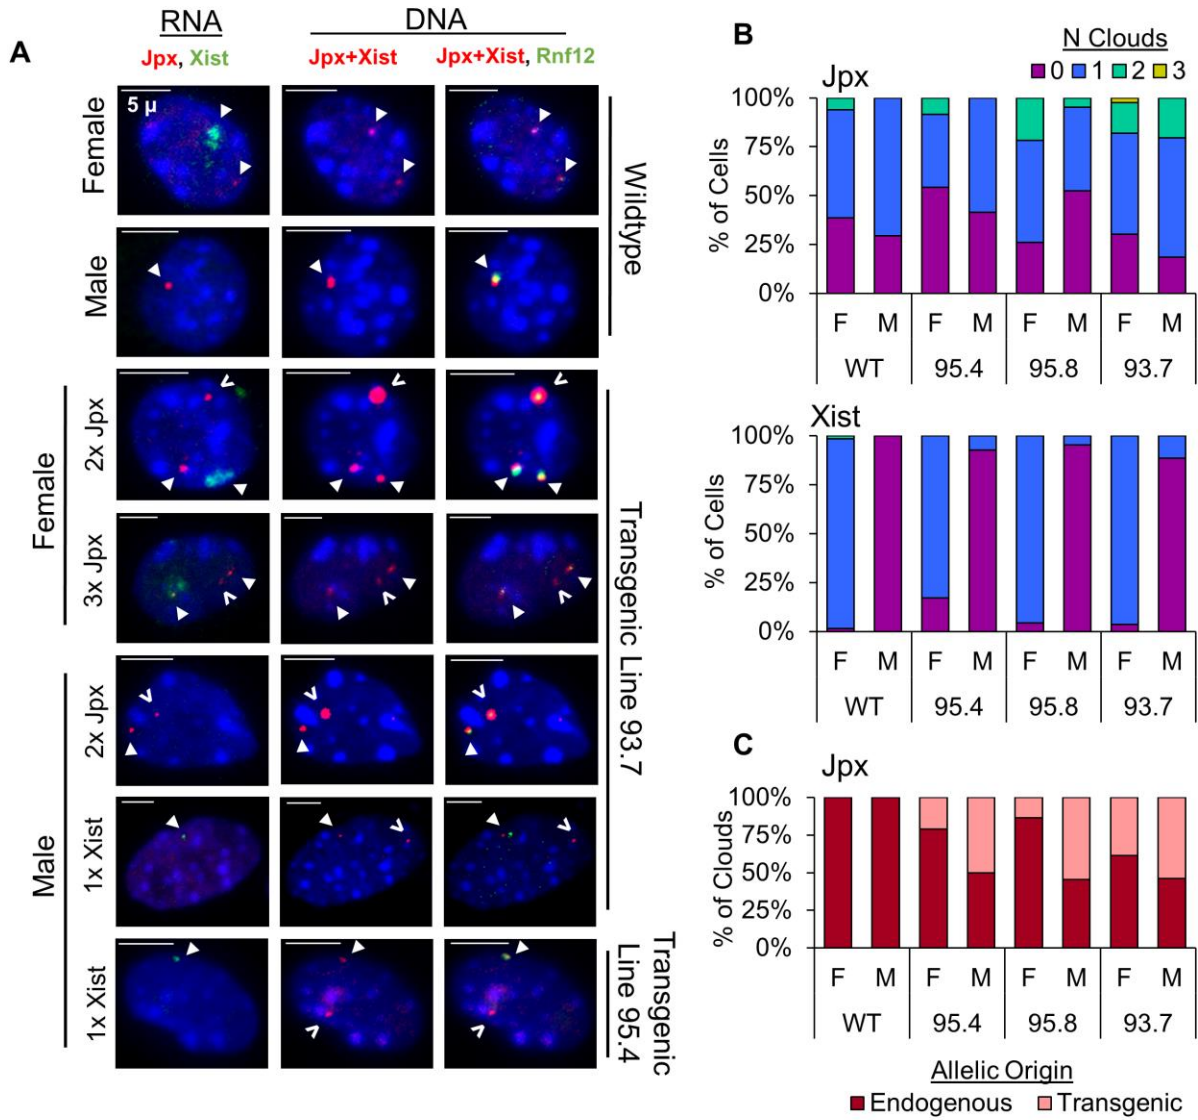 A
RNA
DNA
Jpx, Xist
Jpx+Xist
Jpx+Xist, Rnf12
5 μ
Female
Male
Wildtype
Female
2x Jpx
3x Jpx
Male
2x Jpx
1x Xist
1x Xist
Transgenic Line 93.7
Transgenic
Line 95.4
B
N Clouds
0 1 2 3
Jpx
% of Cells
100%
75%
50%
25%
0%
F M F M F M F M
WT 95.4 95.8 93.7
Xist
% of Cells
100%
75%
50%
25%
0%
F M F M F M F M
WT 95.4 95.8 93.7
C
Jpx
% of Clouds
100%
75%
50%
25%
0%
F M F M F M F M
WT 95.4 95.8 93.7
Allelic Origin
Endogenous Transgenic